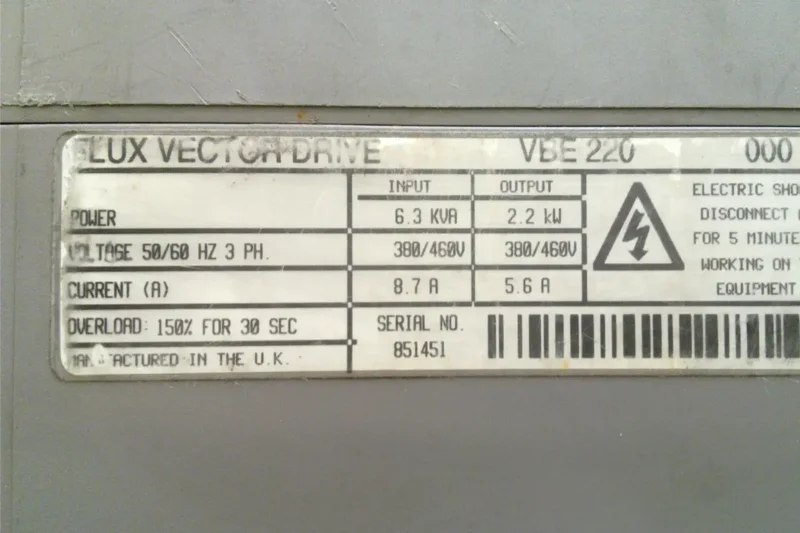 FLUX VECTOR DRIVE VBE 220 000
INPUT OUTPUT
POWER 6.3 KVA 2.2 kW
VOLTAGE 50/60 HZ 3 PH. 380/460V 380/460V
CURRENT (A) 8.7 A 5.6 A
OVERLOAD: 150% FOR 30 SEC
MANUFACTURED IN THE U.K.
SERIAL NO.
851451
ELECTRIC SHO
DISCONNECT
FOR 5 MINUTE
WORKING ON
EQUIPMENT